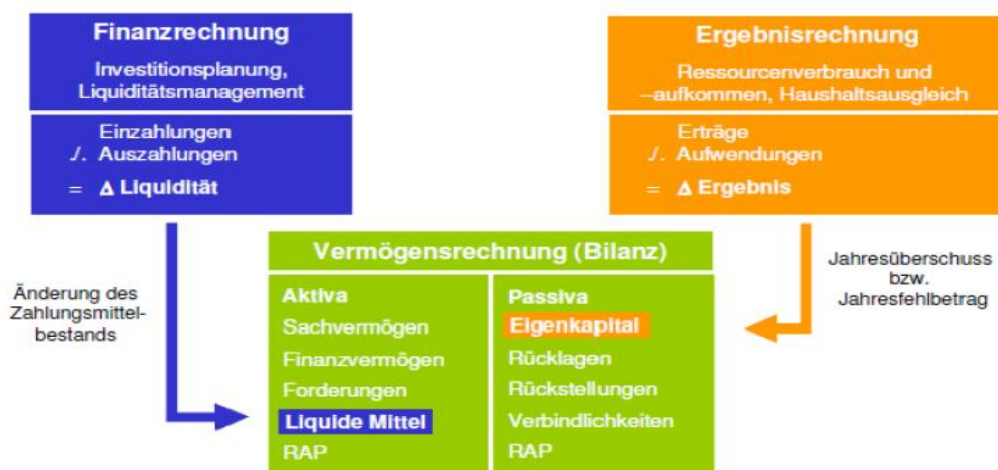 Finanzrechnung
Investitionsplanung,
Liquiditätsmanagement
Einzahlungen
./. Auszahlungen
= Δ Liquidität
Ergebnisrechnung
Ressourcenverbrauch und
–aufkommen, Haushaltsausgleich
Erträge
./. Aufwendungen
= Δ Ergebnis
Änderung des
Zahlungsmittel-
bestands
Vermögensrechnung (Bilanz)
Aktiva
Sachvermögen
Finanzvermögen
Forderungen
Liquide Mittel
RAP
Passiva
Eigenkapital
Rücklagen
Rückstellungen
Verbindlichkeiten
RAP
Jahresüberschuss
bzw.
Jahresfehlbetrag